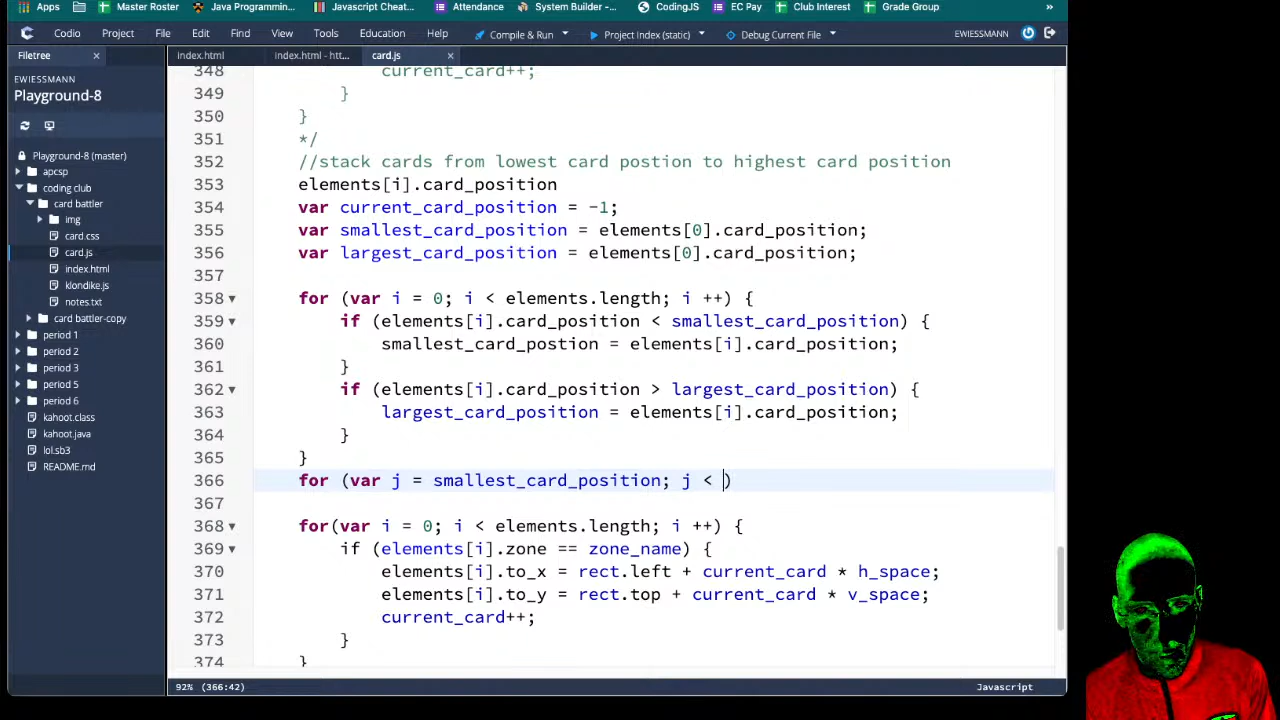 Apps Master Roster Java Programmin... Javascript Cheat... Attendance System Builder -... CodingJS EC Pay Club Interest Grade Group »
Codio Project File Edit Find View Tools Education Help Compile & Run Project Index (static) Debug Current File EWIESSMANN
Filetree × index.html index.html - htt... card.js ×
EWIESSMANN
Playground-8
Playground-8 (master)
apcsp
coding club
card battler
img
card.css
card.js
index.html
klondike.js
notes.txt
card battler-copy
period 1
period 2
period 3
period 5
period 6
kahoot.class
kahoot.java
lol.sb3
README.md
348 current_card++;
349 }
350 }
351 */
352 //stack cards from lowest card postion to highest card position
353 elements[i].card_position
354 var current_card_position = -1;
355 var smallest_card_position = elements[0].card_position;
356 var largest_card_position = elements[0].card_position;
357
358 for (var i = 0; i < elements.length; i ++) {
359 if (elements[i].card_position < smallest_card_position) {
360 smallest_card_postion = elements[i].card_position;
361 }
362 if (elements[i].card_position > largest_card_position) {
363 largest_card_position = elements[i].card_position;
364 }
365 }
366 for (var j = smallest_card_position; j < )
367
368 for(var i = 0; i < elements.length; i ++) {
369 if (elements[i].zone == zone_name) {
370 elements[i].to_x = rect.left + current_card * h_space;
371 elements[i].to_y = rect.top + current_card * v_space;
372 current_card++;
373 }
374 }
92% (366:42) Javascript